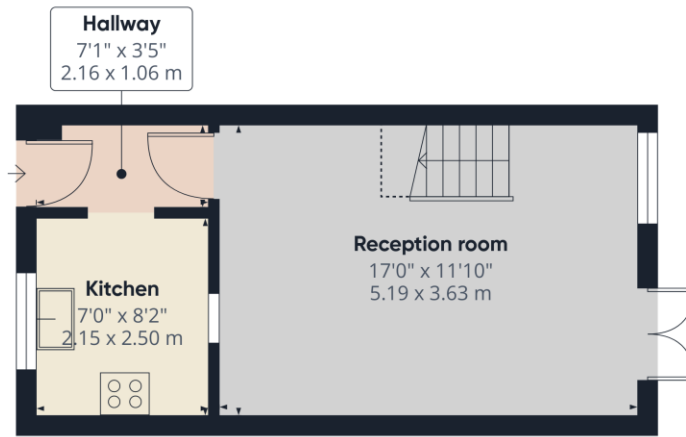 Hallway
7'1" x 3'5"
2.16 x 1.06 m
Reception room
17'0" x 11'10"
5.19 x 3.63 m
Kitchen
7'0" x 8'2"
2.15 x 2.50 m